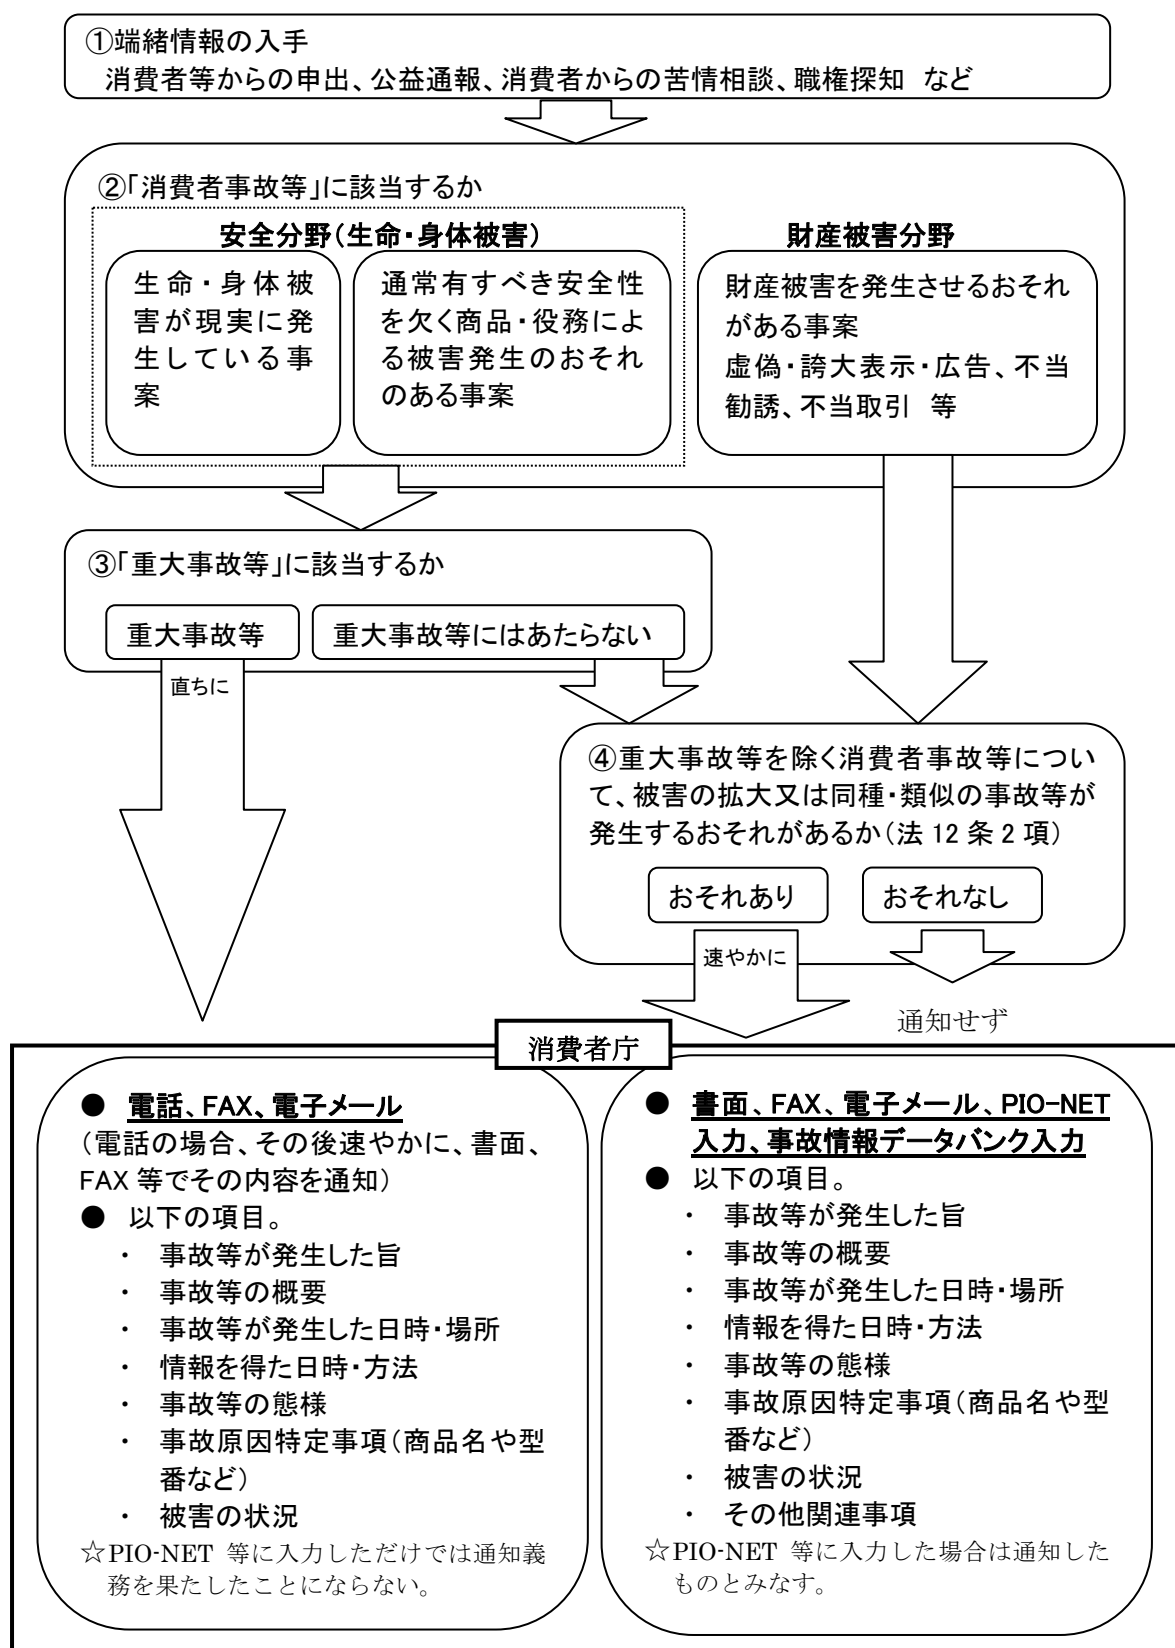 ①端緒情報の入手
消費者等からの申出、公益通報、消費者からの苦情相談、職権探知 など
②「消費者事故等」に該当するか
安全分野(生命・身体被害)
生命・身体被
害が現実に発
生している事
案
通常有すべき安全性
を欠く商品・役務によ
る被害発生のおそれ
のある事案
財産被害分野
財産被害を発生させるおそれ
がある事案
虚偽・誇大表示・広告、不当
勧誘、不当取引 等
③「重大事故等」に該当するか
重大事故等
重大事故等にはあたらない
直ちに
④重大事故等を除く消費者事故等につい
て、被害の拡大又は同種・類似の事故等が
発生するおそれがあるか(法 12 条 2 項)
おそれあり
おそれなし
速やかに
通知せず
消費者庁
● 電話、FAX、電子メール
(電話の場合、その後速やかに、書面、
FAX 等でその内容を通知)
● 以下の項目。
・ 事故等が発生した旨
・ 事故等の概要
・ 事故等が発生した日時・場所
・ 情報を得た日時・方法
・ 事故等の態様
・ 事故原因特定事項(商品名や型
番など)
・ 被害の状況
☆PIO-NET 等に入力しただけでは通知義
務を果たしたことにならない。
● 書面、FAX、電子メール、PIO-NET
入力、事故情報データバンク入力
● 以下の項目。
・ 事故等が発生した旨
・ 事故等の概要
・ 事故等が発生した日時・場所
・ 情報を得た日時・方法
・ 事故等の態様
・ 事故原因特定事項(商品名や型
番など)
・ 被害の状況
・ その他関連事項
☆PIO-NET 等に入力した場合は通知した
ものとみなす。